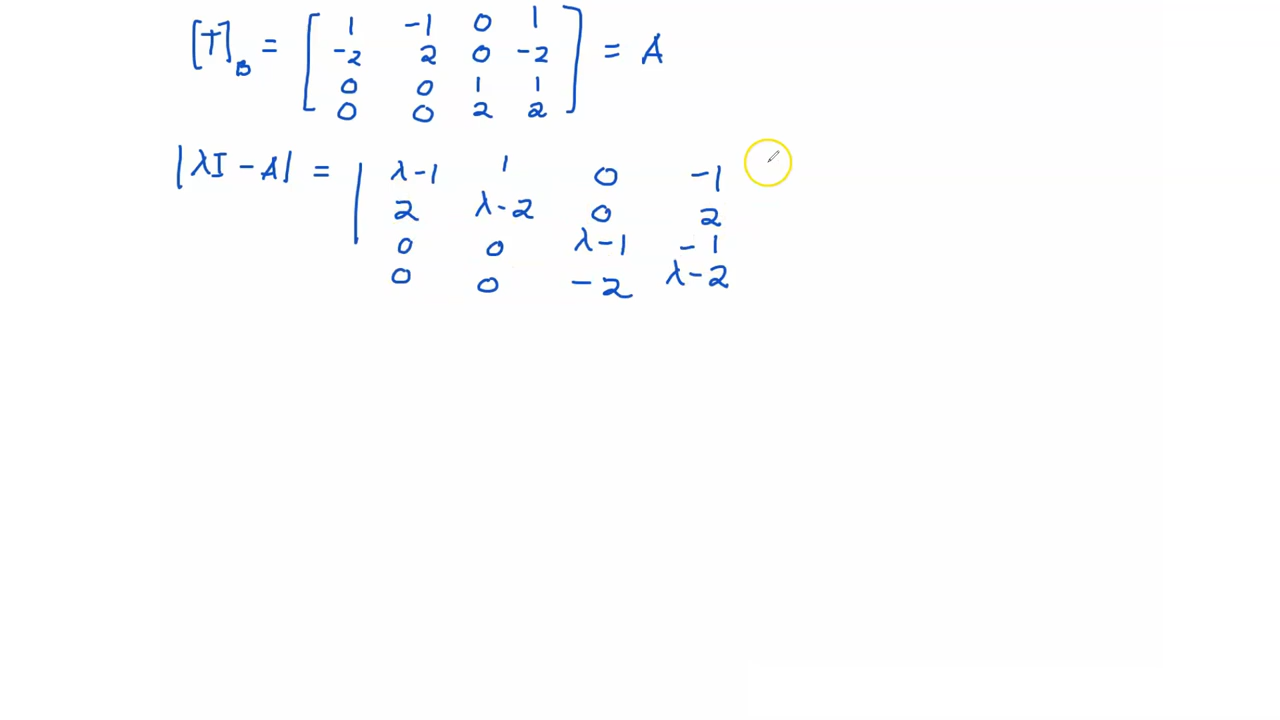 [T]_B = [ 1 -1 0 1
-2 2 0 -2 = A
0 0 1 1
0 0 2 2 ]
|λI - A| = | λ-1 1 0 -1
2 λ-2 0 2
0 0 λ-1 -1
0 0 -2 λ-2